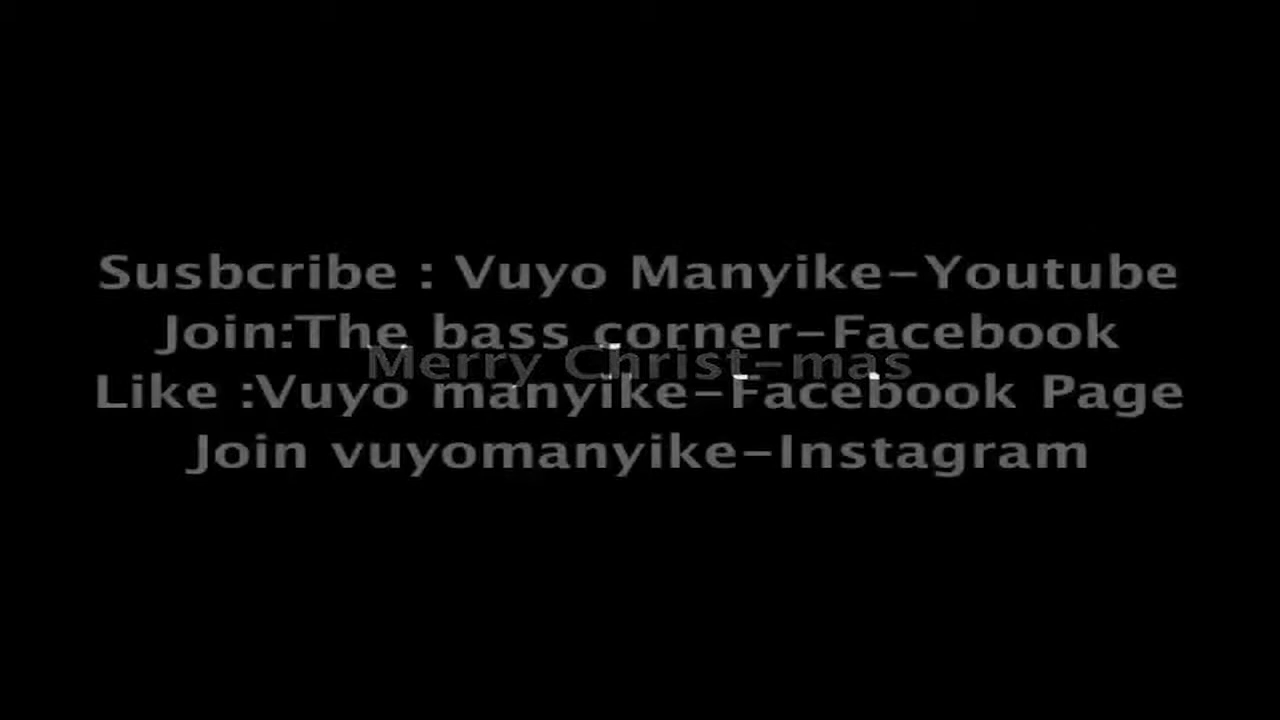 Susbcribe : Vuyo Manyike-Youtube
Join:The bass corner-Facebook
Merry Christ-mas
Like :Vuyo manyike-Facebook Page
Join vuyomanyike-Instagram